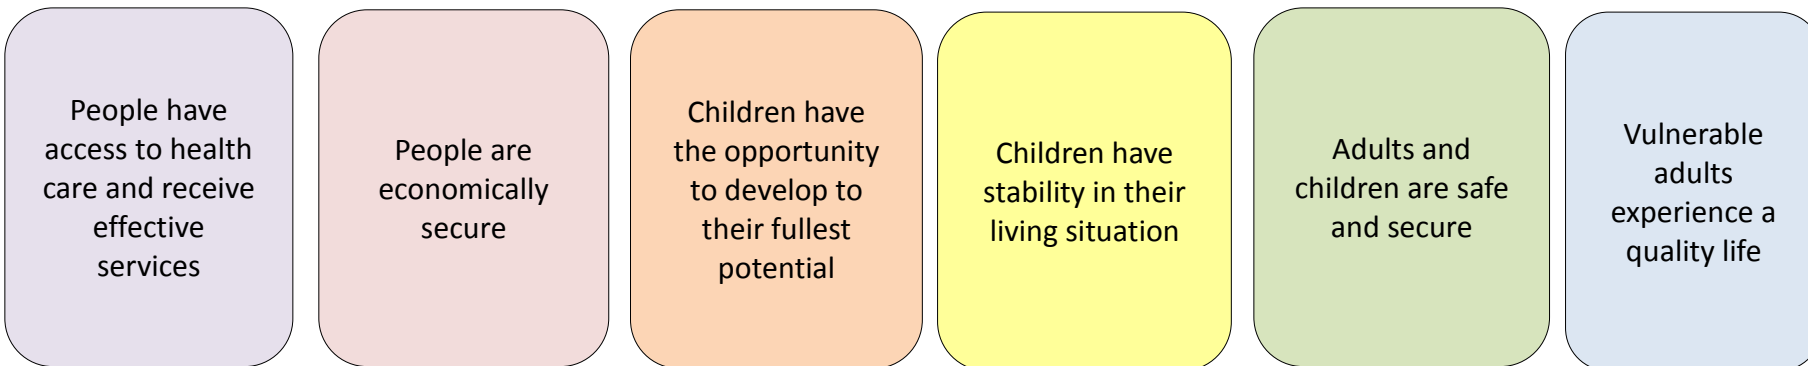 People have
access to health
care and receive
effective
services
People are
economically
secure
Children have
the opportunity
to develop to
their fullest
potential
Children have
stability in their
living situation
Adults and
children are safe
and secure
Vulnerable
adults
experience a
quality life